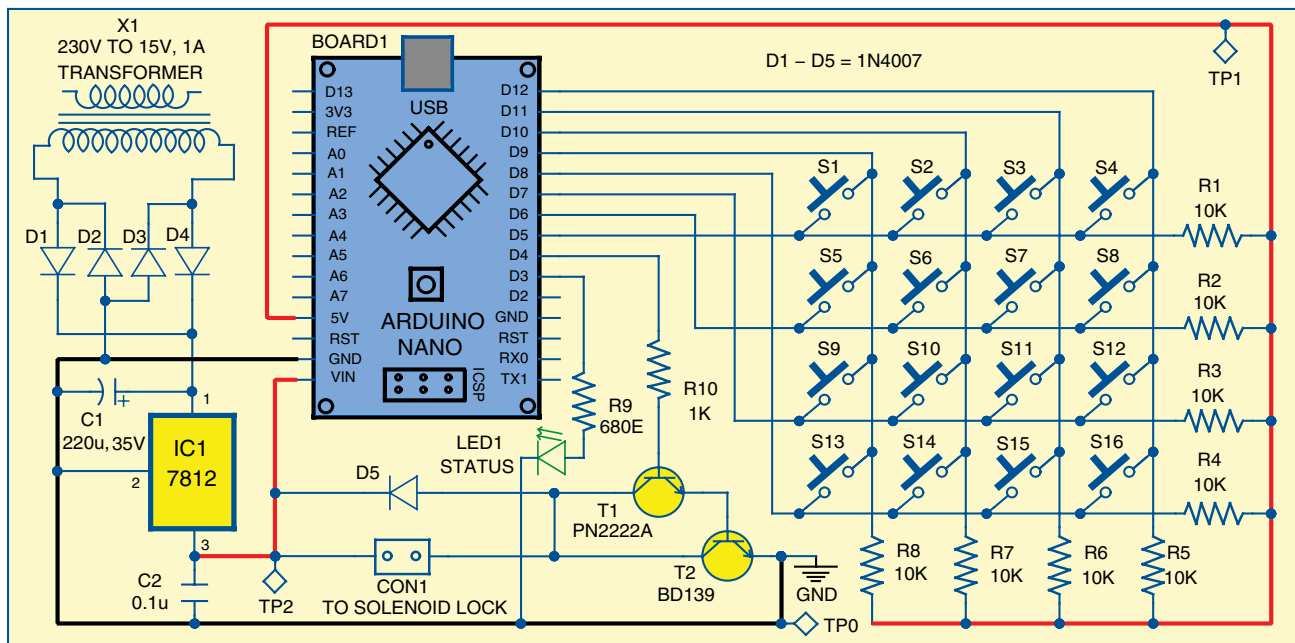 X1
230V TO 15V, 1A
TRANSFORMER
BOARD1
D1 – D5 = 1N4007
TP1
USB
D13
3V3
REF
A0
A1
A2
A3
A4
A5
A6
A7
5V
RST
GND
VIN
D12
D11
D10
D9
D8
D7
D6
D5
D4
D3
D2
GND
RST
RX0
TX1
ARDUINO
NANO
ICSP
D1
D2
D3
D4
S1
S2
S3
S4
R1
10K
S5
S6
S7
S8
R2
10K
S9
S10
S11
S12
R3
10K
S13
S14
S15
S16
R4
10K
C1
220u, 35V
+
1
IC1
7812
2
3
C2
0.1u
TP2
D5
CON1
TO SOLENOID LOCK
LED1
STATUS
R9
680E
R10
1K
T1
PN2222A
T2
BD139
GND
TP0
R8
10K
R7
10K
R6
10K
R5
10K